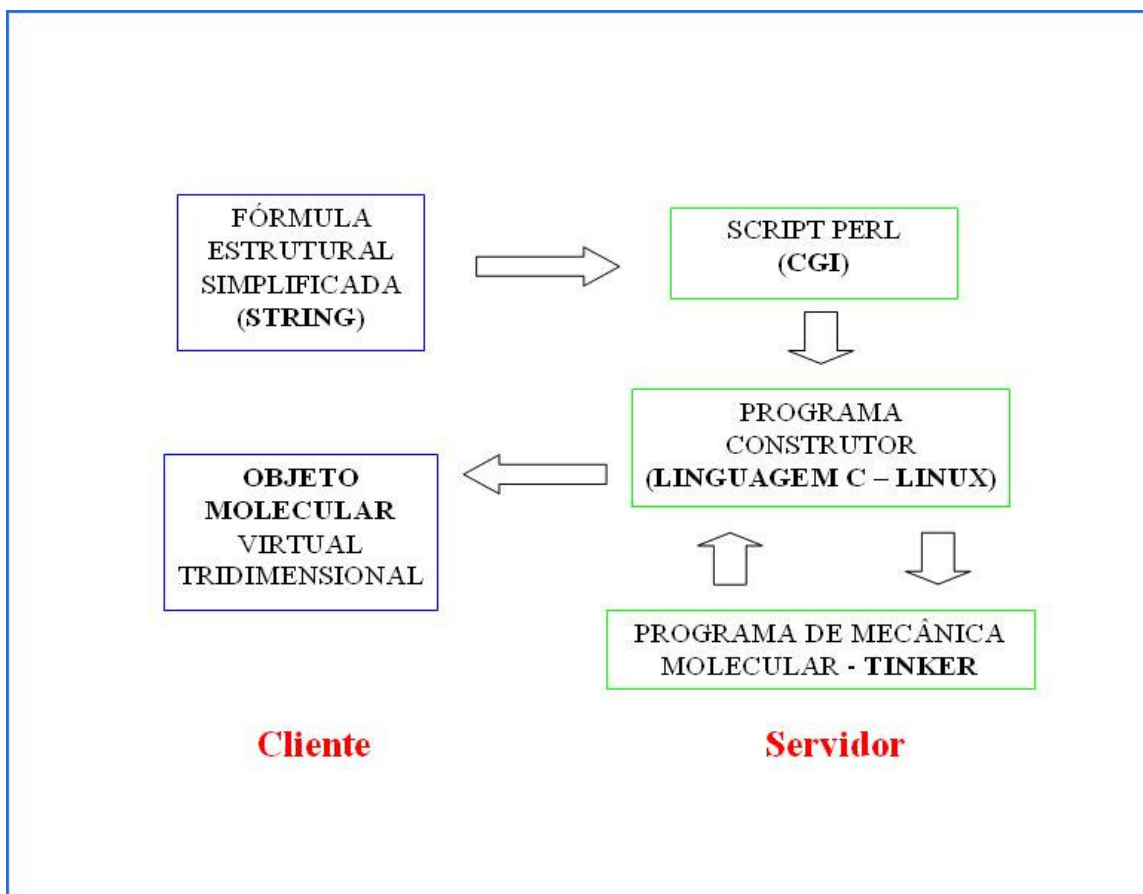 FÓRMULA
ESTRUTURAL
SIMPLIFICADA
(STRING)
SCRIPT PERL
(CGI)
PROGRAMA
CONSTRUTOR
(LINGUAGEM C – LINUX)
OBJETO
MOLECULAR
VIRTUAL
TRIDIMENSIONAL
PROGRAMA DE MECÂNICA
MOLECULAR - TINKER
Cliente
Servidor